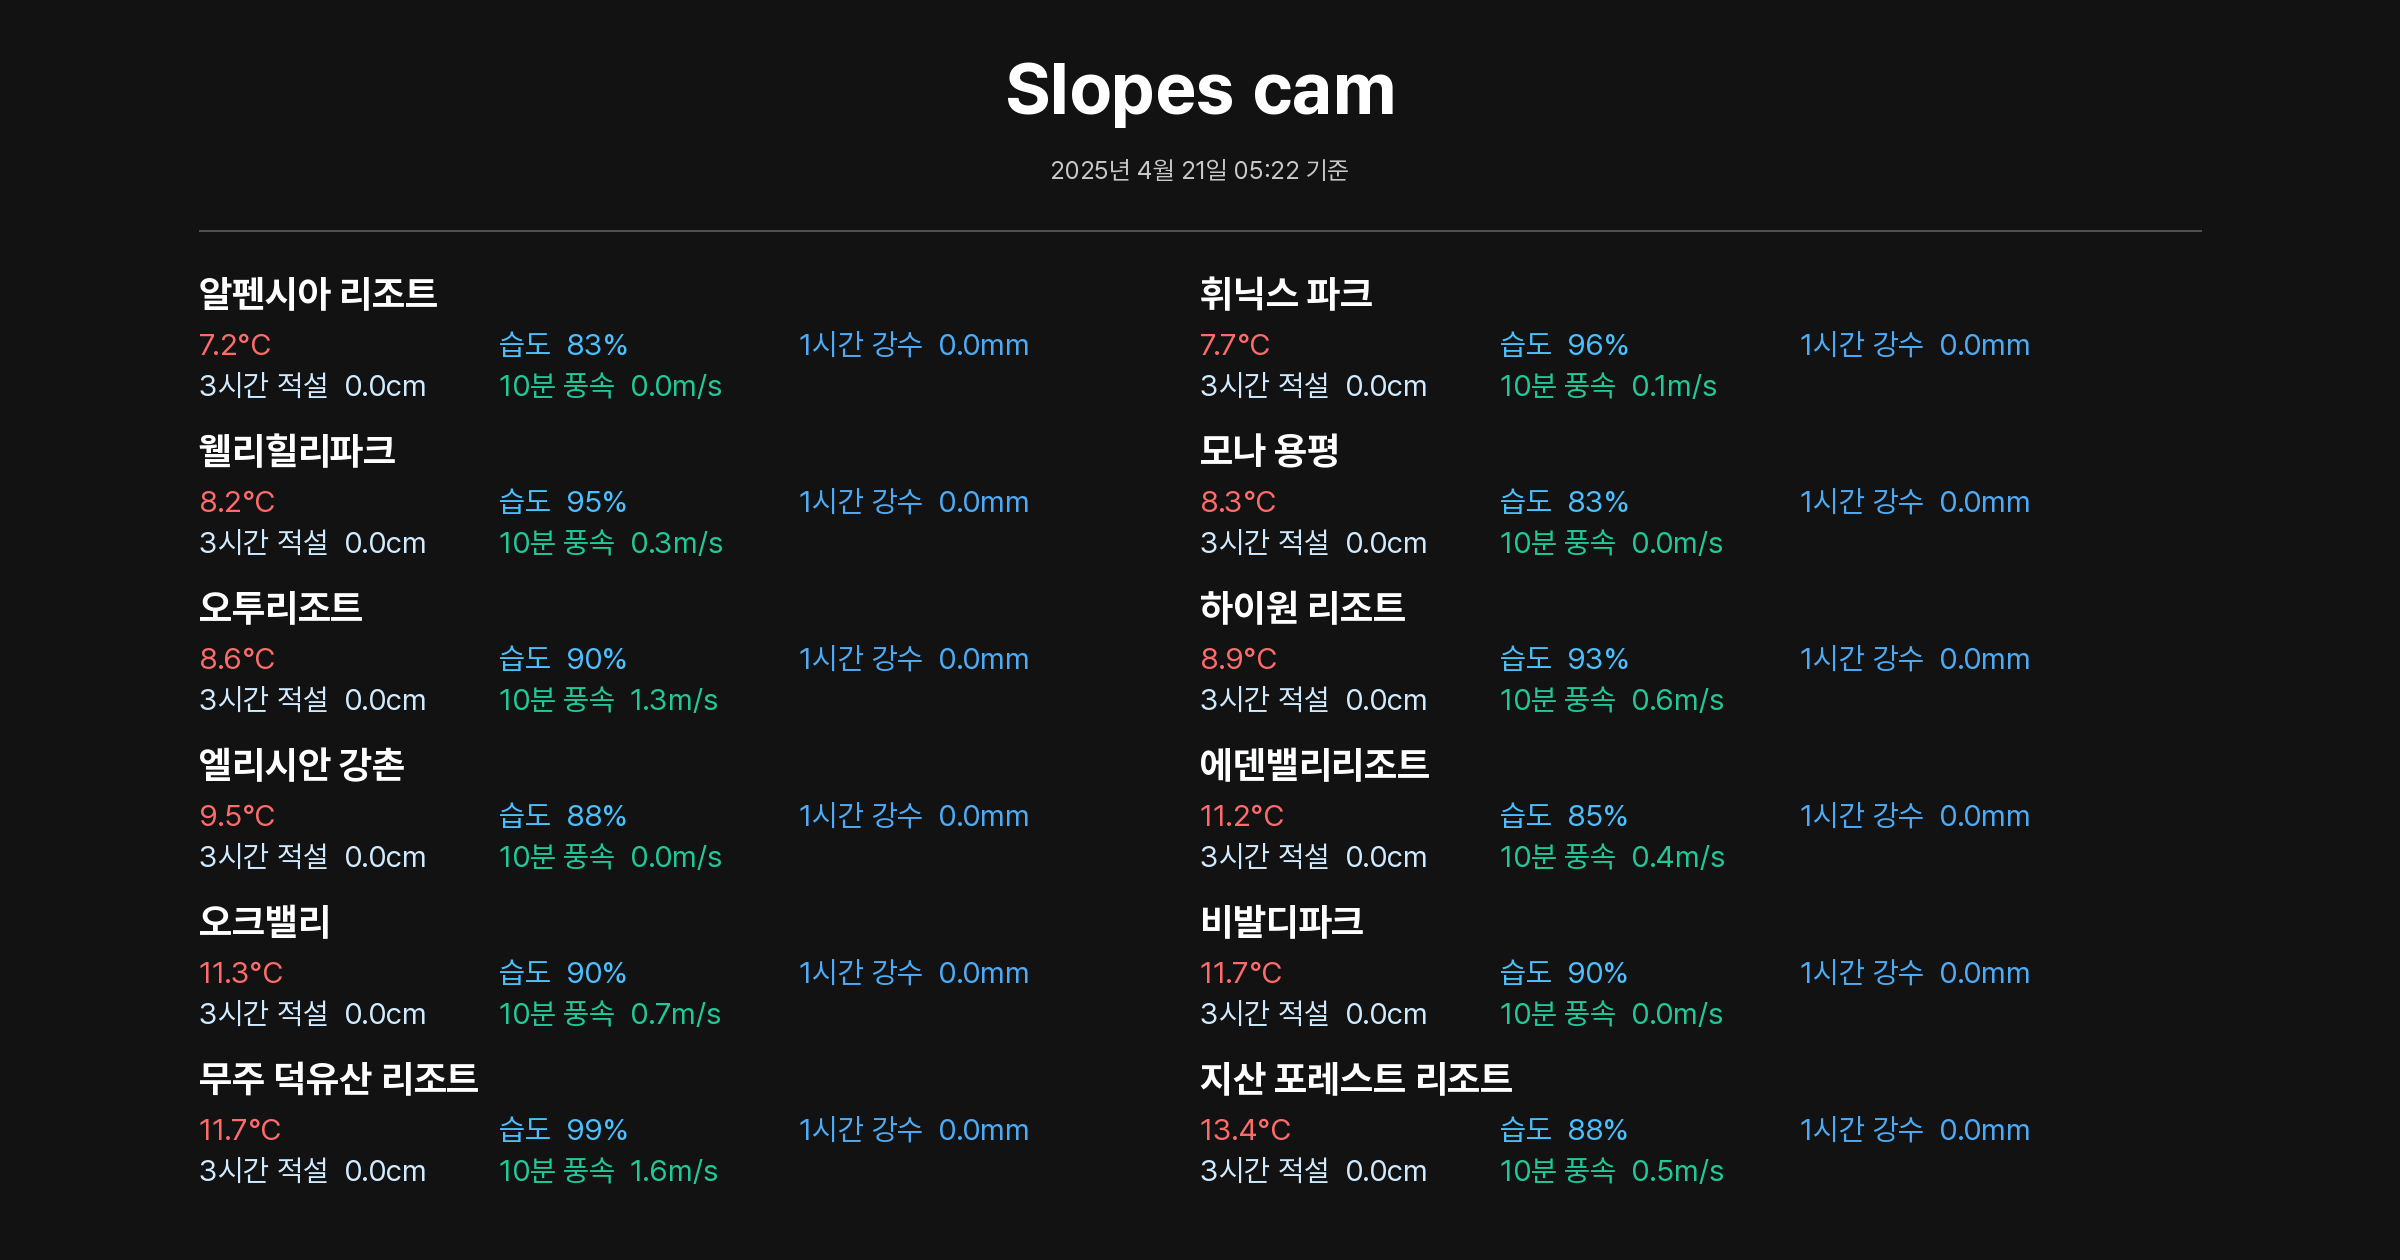 Slopes cam
2025년 4월 21일 05:22 기준
알펜시아 리조트
7.2°C 습도 83% 1시간 강수 0.0mm
3시간 적설 0.0cm 10분 풍속 0.0m/s
휘닉스 파크
7.7°C 습도 96% 1시간 강수 0.0mm
3시간 적설 0.0cm 10분 풍속 0.1m/s
웰리힐리파크
8.2°C 습도 95% 1시간 강수 0.0mm
3시간 적설 0.0cm 10분 풍속 0.3m/s
모나 용평
8.3°C 습도 83% 1시간 강수 0.0mm
3시간 적설 0.0cm 10분 풍속 0.0m/s
오투리조트
8.6°C 습도 90% 1시간 강수 0.0mm
3시간 적설 0.0cm 10분 풍속 1.3m/s
하이원 리조트
8.9°C 습도 93% 1시간 강수 0.0mm
3시간 적설 0.0cm 10분 풍속 0.6m/s
엘리시안 강촌
9.5°C 습도 88% 1시간 강수 0.0mm
3시간 적설 0.0cm 10분 풍속 0.0m/s
에덴밸리리조트
11.2°C 습도 85% 1시간 강수 0.0mm
3시간 적설 0.0cm 10분 풍속 0.4m/s
오크밸리
11.3°C 습도 90% 1시간 강수 0.0mm
3시간 적설 0.0cm 10분 풍속 0.7m/s
비발디파크
11.7°C 습도 90% 1시간 강수 0.0mm
3시간 적설 0.0cm 10분 풍속 0.0m/s
무주 덕유산 리조트
11.7°C 습도 99% 1시간 강수 0.0mm
3시간 적설 0.0cm 10분 풍속 1.6m/s
지산 포레스트 리조트
13.4°C 습도 88% 1시간 강수 0.0mm
3시간 적설 0.0cm 10분 풍속 0.5m/s